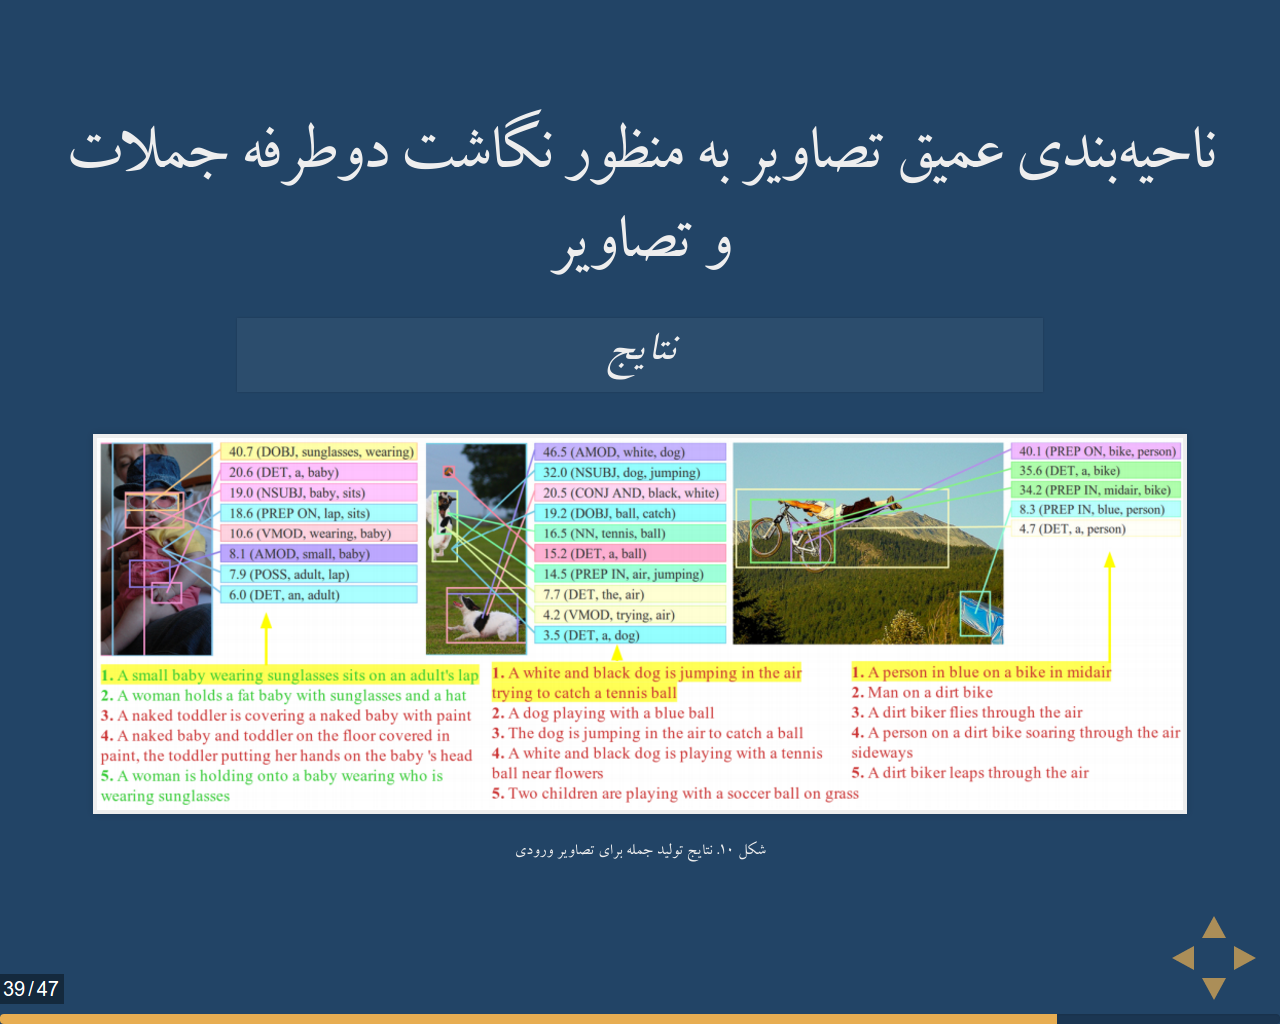 ناحیه‌بندی عمیق تصاویر به منظور نگاشت دوطرفه جملات
و تصاویر
نتایج
40.7 (DOBJ, sunglasses, wearing)
20.6 (DET, a, baby)
19.0 (NSUBJ, baby, sits)
18.6 (PREP ON, lap, sits)
10.6 (VMOD, wearing, baby)
8.1 (AMOD, small, baby)
7.9 (POSS, adult, lap)
6.0 (DET, an, adult)
1. A small baby wearing sunglasses sits on an adult's lap
2. A woman holds a fat baby with sunglasses and a hat
3. A naked toddler is covering a naked baby with paint
4. A naked baby and toddler on the floor covered in
paint, the toddler putting her hands on the baby 's head
5. A woman is holding onto a baby wearing who is
wearing sunglasses
46.5 (AMOD, white, dog)
32.0 (NSUBJ, dog, jumping)
20.5 (CONJ AND, black, white)
19.2 (DOBJ, ball, catch)
16.5 (NN, tennis, ball)
15.2 (DET, a, ball)
14.5 (PREP IN, air, jumping)
7.7 (DET, the, air)
4.2 (VMOD, trying, air)
3.5 (DET, a, dog)
1. A white and black dog is jumping in the air
trying to catch a tennis ball
2. A dog playing with a blue ball
3. The dog is jumping in the air to catch a ball
4. A white and black dog is playing with a tennis
ball near flowers
5. Two children are playing with a soccer ball on grass
40.1 (PREP ON, bike, person)
35.6 (DET, a, bike)
34.2 (PREP IN, midair, bike)
8.3 (PREP IN, blue, person)
4.7 (DET, a, person)
1. A person in blue on a bike in midair
2. Man on a dirt bike
3. A dirt biker flies through the air
4. A person on a dirt bike soaring through the air
sideways
5. A dirt biker leaps through the air
شکل ۱۰. نتایج تولید جمله برای تصاویر ورودی
39 / 47